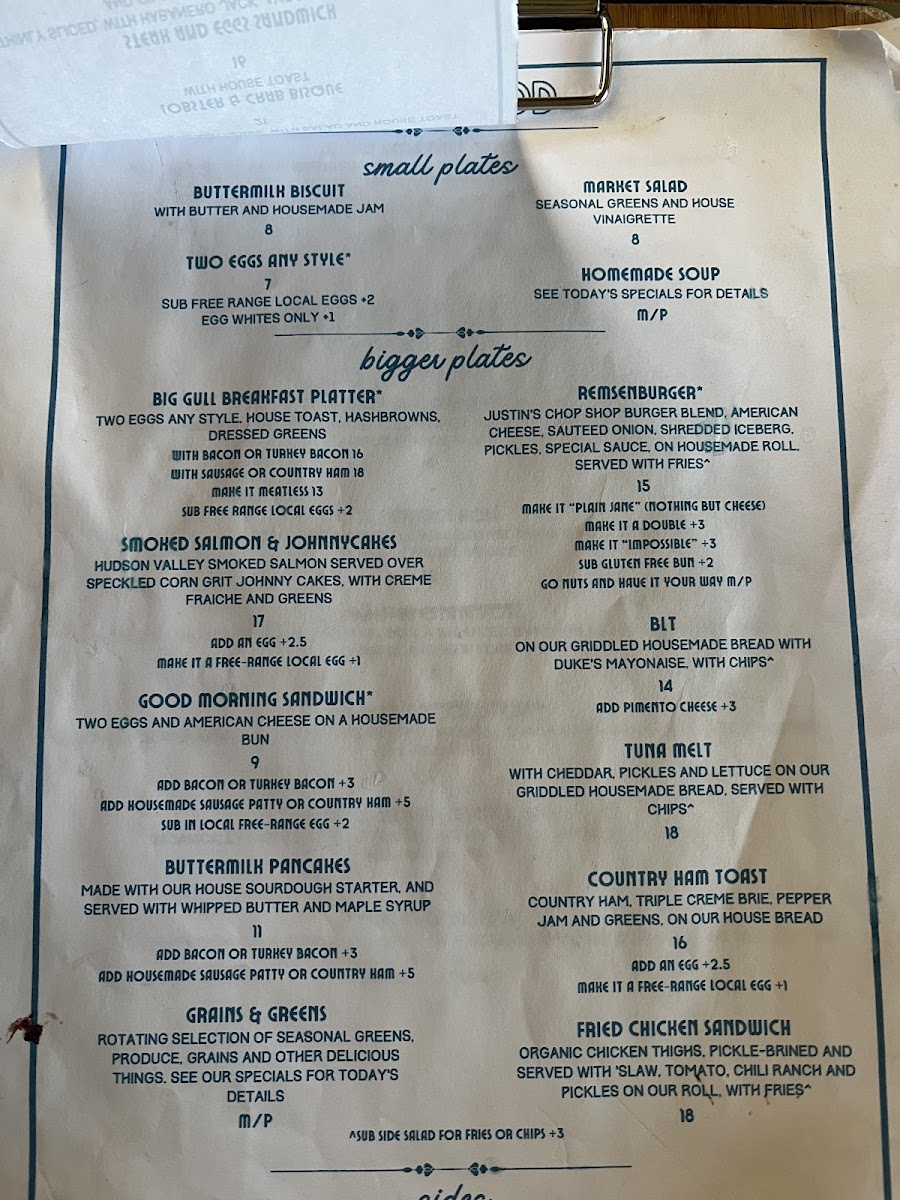 STEAK AND EGGS SANDWICH
16
WITH HOUSE TOAST
LOBSTER & CRAB BISQUE
21
small plates
BUTTERMILK BISCUIT
WITH BUTTER AND HOUSEMADE JAM
8
TWO EGGS ANY STYLE*
7
SUB FREE RANGE LOCAL EGGS +2
EGG WHITES ONLY +1
MARKET SALAD
SEASONAL GREENS AND HOUSE
VINAIGRETTE
8
HOMEMADE SOUP
SEE TODAY'S SPECIALS FOR DETAILS
M/P
bigger plates
BIG GULL BREAKFAST PLATTER*
TWO EGGS ANY STYLE, HOUSE TOAST, HASHBROWNS,
DRESSED GREENS
WITH BACON OR TURKEY BACON 16
WITH SAUSAGE OR COUNTRY HAM 18
MAKE IT MEATLESS 13
SUB FREE RANGE LOCAL EGGS +2
SMOKED SALMON & JOHNNYCAKES
HUDSON VALLEY SMOKED SALMON SERVED OVER
SPECKLED CORN GRIT JOHNNY CAKES, WITH CREME
FRAICHE AND GREENS
17
ADD AN EGG +2.5
MAKE IT A FREE-RANGE LOCAL EGG +1
GOOD MORNING SANDWICH*
TWO EGGS AND AMERICAN CHEESE ON A HOUSEMADE
BUN
9
ADD BACON OR TURKEY BACON +3
ADD HOUSEMADE SAUSAGE PATTY OR COUNTRY HAM +5
SUB IN LOCAL FREE-RANGE EGG +2
BUTTERMILK PANCAKES
MADE WITH OUR HOUSE SOURDOUGH STARTER, AND
SERVED WITH WHIPPED BUTTER AND MAPLE SYRUP
11
ADD BACON OR TURKEY BACON +3
ADD HOUSEMADE SAUSAGE PATTY OR COUNTRY HAM +5
GRAINS & GREENS
ROTATING SELECTION OF SEASONAL GREENS,
PRODUCE, GRAINS AND OTHER DELICIOUS
THINGS. SEE OUR SPECIALS FOR TODAY'S
DETAILS
M/P
REMSENBURGER*
JUSTIN'S CHOP SHOP BURGER BLEND, AMERICAN
CHEESE, SAUTEED ONION, SHREDDED ICEBERG,
PICKLES, SPECIAL SAUCE, ON HOUSEMADE ROLL,
SERVED WITH FRIES^
15
MAKE IT "PLAIN JANE" (NOTHING BUT CHEESE)
MAKE IT A DOUBLE +3
MAKE IT "IMPOSSIBLE" +3
SUB GLUTEN FREE BUN +2
GO NUTS AND HAVE IT YOUR WAY M/P
BLT
ON OUR GRIDDLED HOUSEMADE BREAD WITH
DUKE'S MAYONAISE, WITH CHIPS^
14
ADD PIMENTO CHEESE +3
TUNA MELT
WITH CHEDDAR, PICKLES AND LETTUCE ON OUR
GRIDDLED HOUSEMADE BREAD, SERVED WITH
CHIPS^
18
COUNTRY HAM TOAST
COUNTRY HAM, TRIPLE CREME BRIE, PEPPER
JAM AND GREENS, ON OUR HOUSE BREAD
16
ADD AN EGG +2.5
MAKE IT A FREE-RANGE LOCAL EGG +1
FRIED CHICKEN SANDWICH
ORGANIC CHICKEN THIGHS, PICKLE-BRINED AND
SERVED WITH 'SLAW, TOMATO, CHILI RANCH AND
PICKLES ON OUR ROLL, WITH FRIES^
18
^SUB SIDE SALAD FOR FRIES OR CHIPS +3